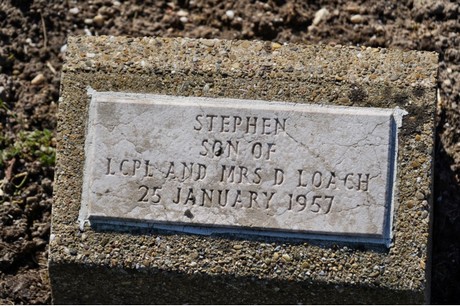 STEPHEN
SON OF
LCPL AND MRS D LOACH
25 JANUARY 1957